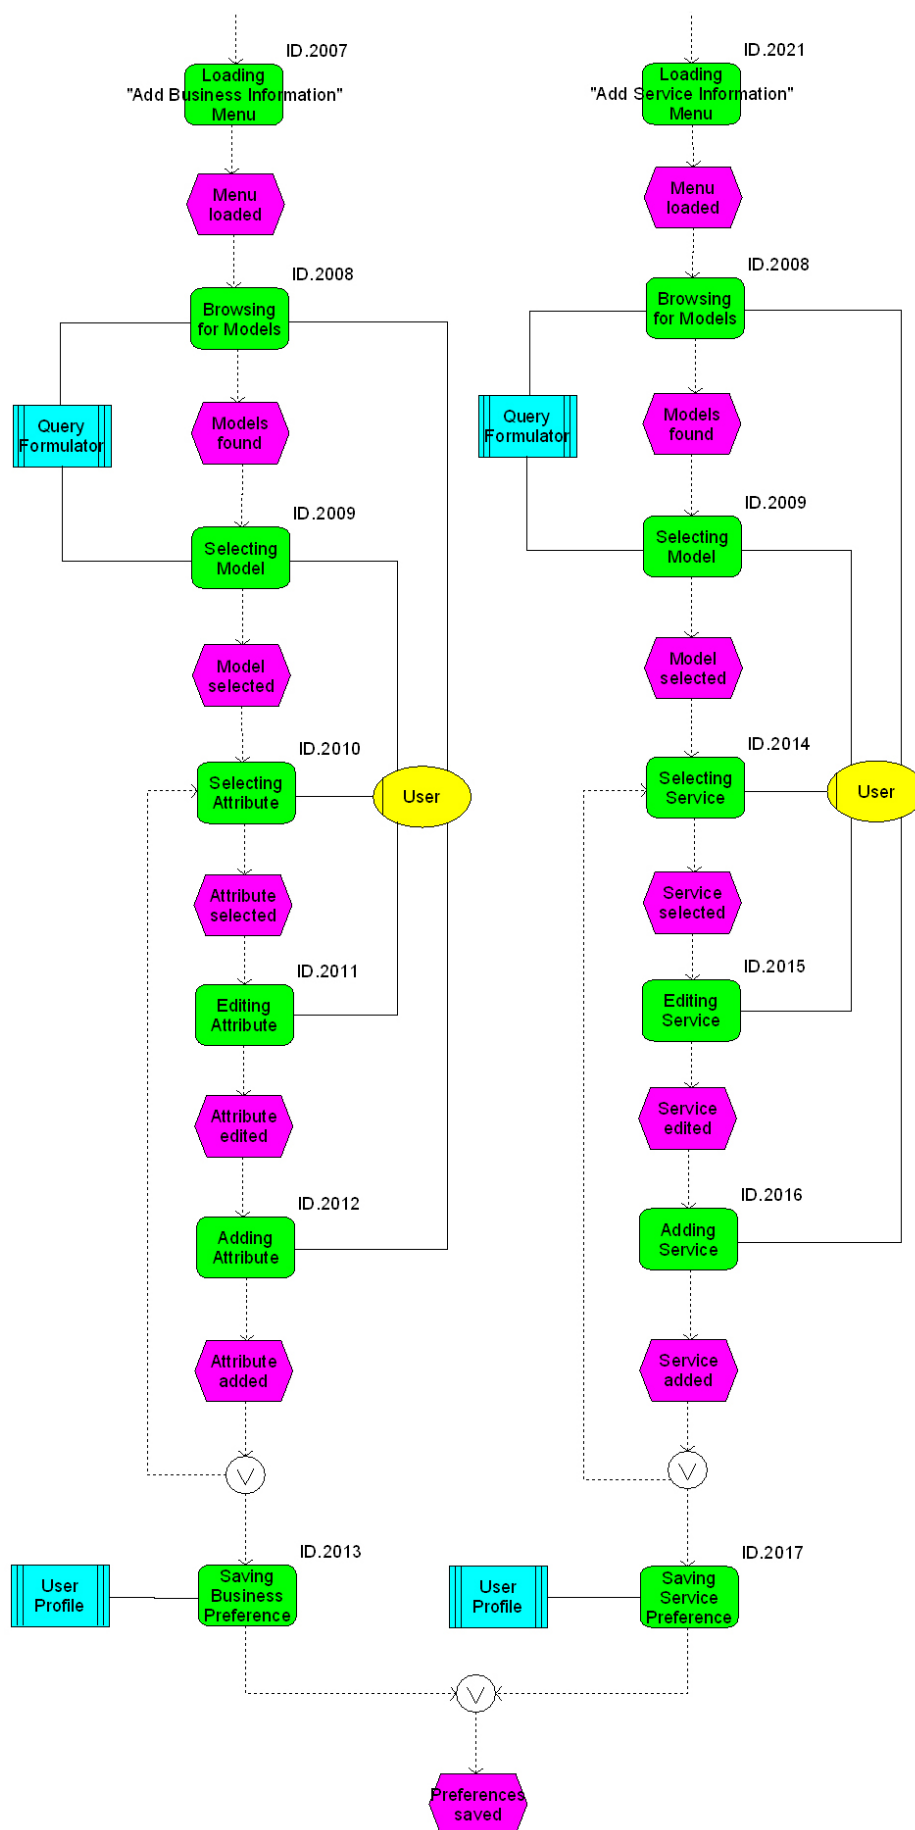 ID.2007
Loading
"Add Business Information"
Menu
Menu
loaded
ID.2008
Browsing
for Models
Query
Formulator
Models
found
ID.2009
Selecting
Model
Model
selected
ID.2010
Selecting
Attribute
User
Attribute
selected
ID.2011
Editing
Attribute
Attribute
edited
ID.2012
Adding
Attribute
Attribute
added
V
ID.2013
User
Profile
Saving
Business
Preference
ID.2021
Loading
"Add Service Information"
Menu
Menu
loaded
ID.2008
Browsing
for Models
Query
Formulator
Models
found
ID.2009
Selecting
Model
Model
selected
ID.2014
Selecting
Service
User
Service
selected
ID.2015
Editing
Service
Service
edited
ID.2016
Adding
Service
Service
added
V
ID.2017
User
Profile
Saving
Service
Preference
V
Preferences
saved